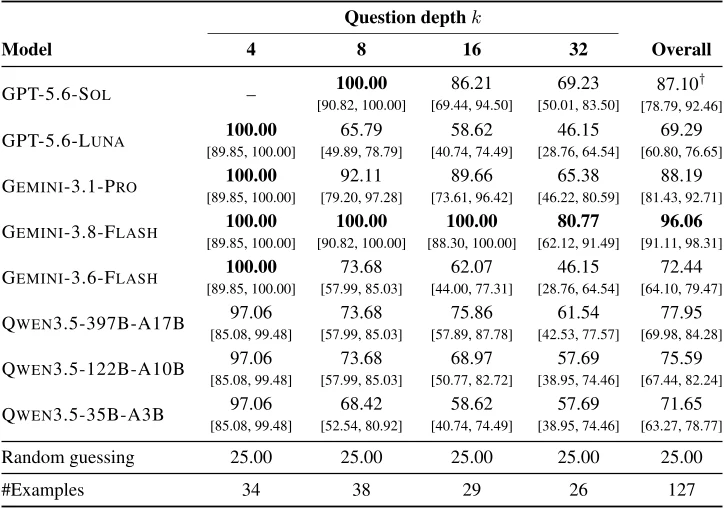 Question depth k
Model 4 8 16 32 Overall
GPT-5.6-SOL – 100.00 86.21 69.23 87.10†
[90.82, 100.00] [69.44, 94.50] [50.01, 83.50] [78.79, 92.46]
GPT-5.6-LUNA 100.00 65.79 58.62 46.15 69.29
[89.85, 100.00] [49.89, 78.79] [40.74, 74.49] [28.76, 64.54] [60.80, 76.65]
GEMINI-3.1-PRO 100.00 92.11 89.66 65.38 88.19
[89.85, 100.00] [79.20, 97.28] [73.61, 96.42] [46.22, 80.59] [81.43, 92.71]
GEMINI-3.8-FLASH 100.00 100.00 100.00 80.77 96.06
[89.85, 100.00] [90.82, 100.00] [88.30, 100.00] [62.12, 91.49] [91.11, 98.31]
GEMINI-3.6-FLASH 100.00 73.68 62.07 46.15 72.44
[89.85, 100.00] [57.99, 85.03] [44.00, 77.31] [28.76, 64.54] [64.10, 79.47]
QWEN3.5-397B-A17B 97.06 73.68 75.86 61.54 77.95
[85.08, 99.48] [57.99, 85.03] [57.89, 87.78] [42.53, 77.57] [69.98, 84.28]
QWEN3.5-122B-A10B 97.06 73.68 68.97 57.69 75.59
[85.08, 99.48] [57.99, 85.03] [50.77, 82.72] [38.95, 74.46] [67.44, 82.24]
QWEN3.5-35B-A3B 97.06 68.42 58.62 57.69 71.65
[85.08, 99.48] [52.54, 80.92] [40.74, 74.49] [38.95, 74.46] [63.27, 78.77]
Random guessing 25.00 25.00 25.00 25.00 25.00
#Examples 34 38 29 26 127